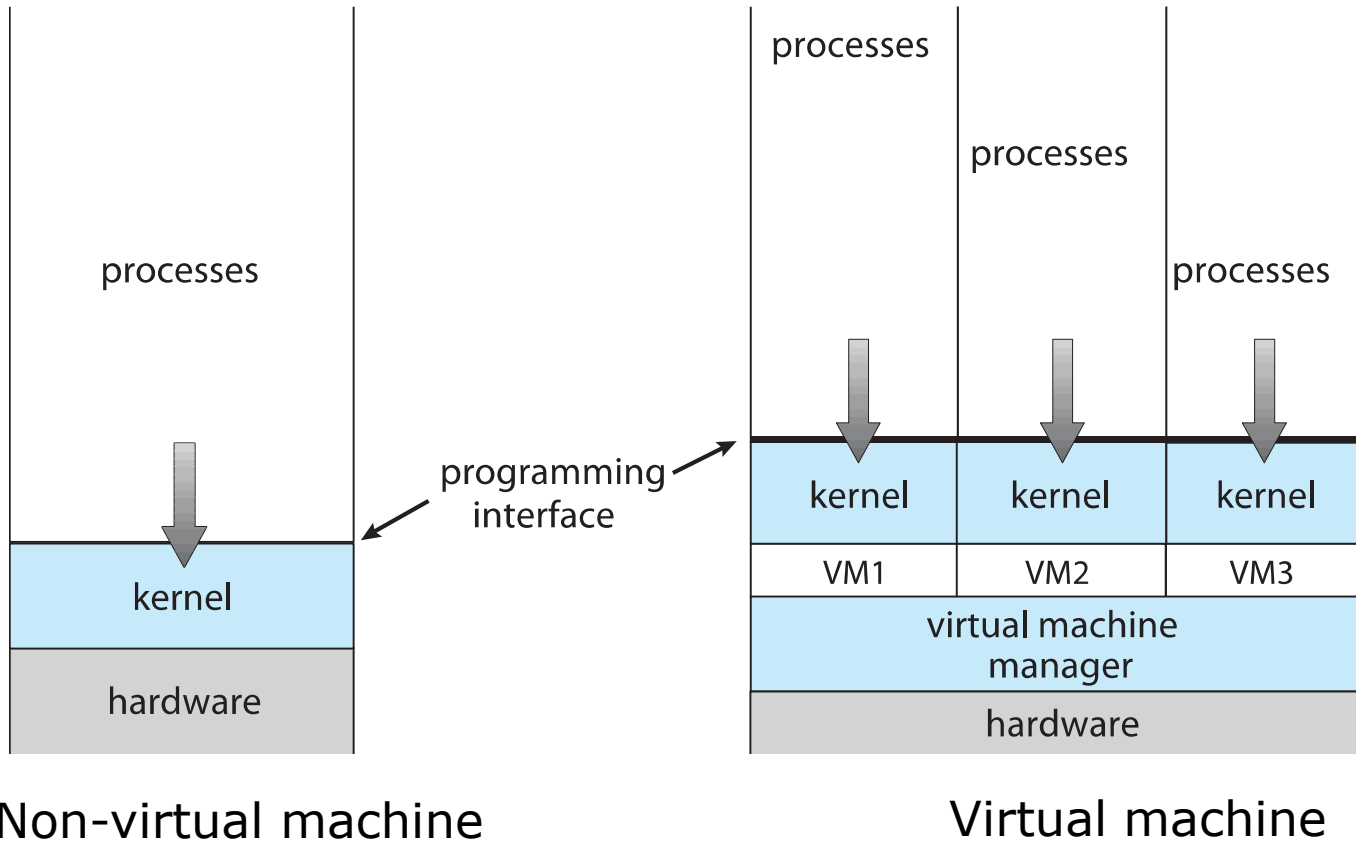 processes
kernel
hardware
programming
interface
processes
processes
processes
kernel
kernel
kernel
VM1
VM2
VM3
virtual machine
manager
hardware
Non-virtual machine
Virtual machine